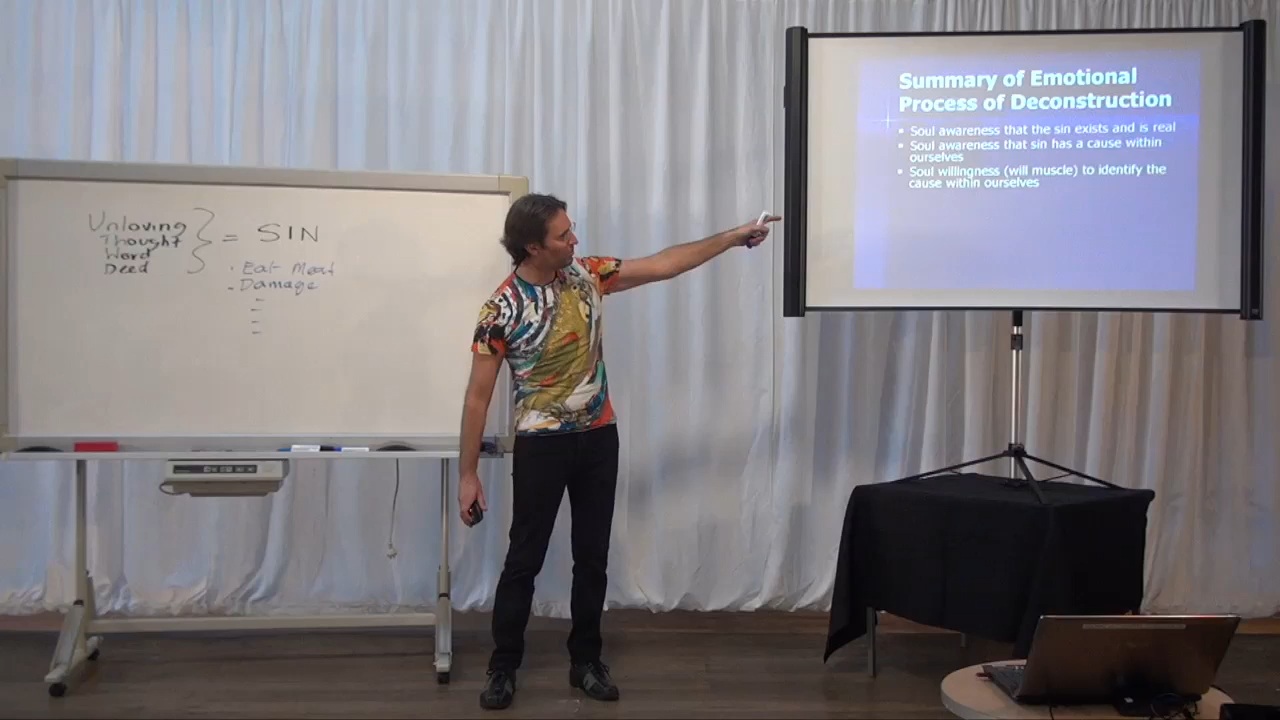 Unloving
Thought
Word
Deed
= SIN
· Eat Meat
- Damage
-
-
-
-
Summary of Emotional
Process of Deconstruction
▪ Soul awareness that the sin exists and is real
▪ Soul awareness that sin has a cause within
ourselves
▪ Soul willingness (will muscle) to identify the
cause within ourselves